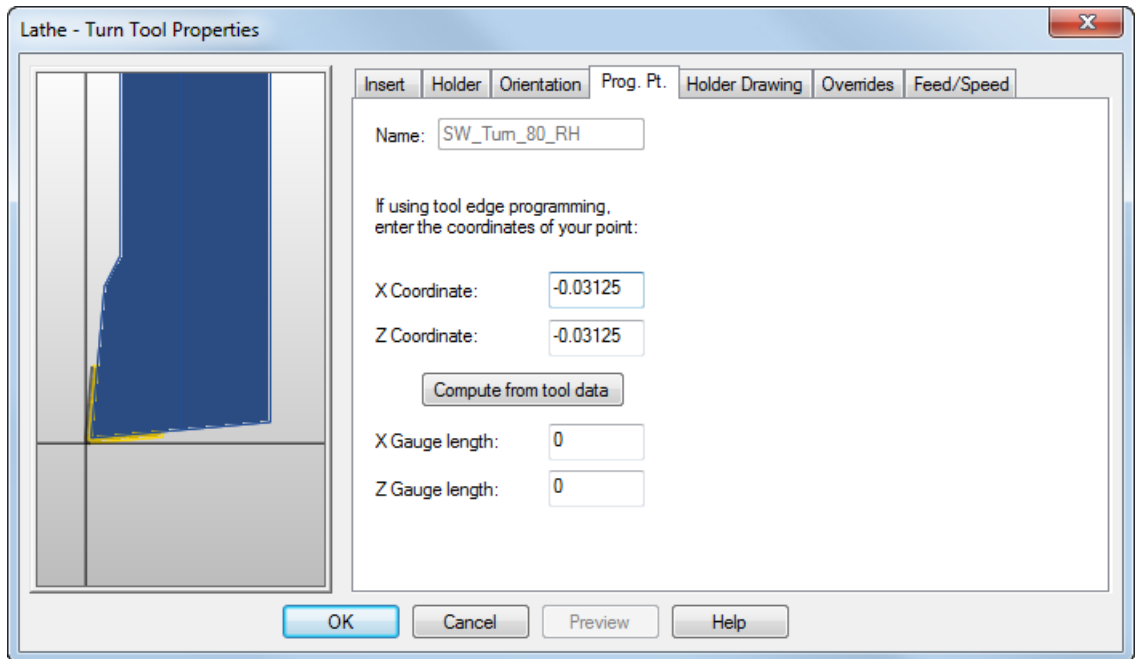 Lathe - Turn Tool Properties
Insert Holder Orientation Prog. Pt. Holder Drawing Overrides Feed/Speed
Name: SW_Turn_80_RH
If using tool edge programming,
enter the coordinates of your point:
X Coordinate: -0.03125
Z Coordinate: -0.03125
Compute from tool data
X Gauge length: 0
Z Gauge length: 0
OK Cancel Preview Help